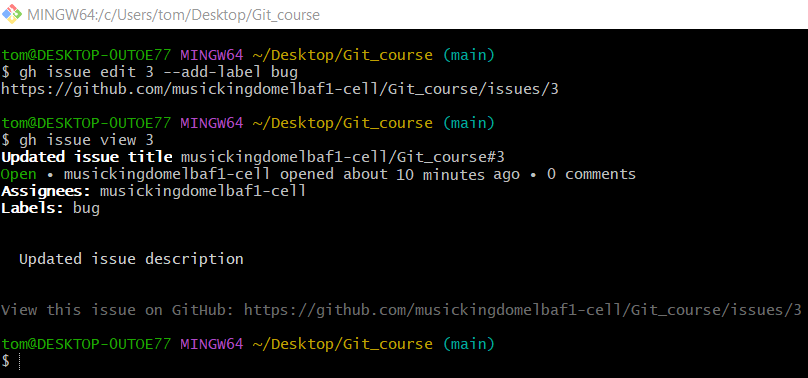 MINGW64:/c/Users/tom/Desktop/Git_course
tom@DESKTOP-OUTOE77 MINGW64 ~/Desktop/Git_course (main)
$ gh issue edit 3 --add-label bug
https://github.com/musickingdomelbaf1-cell/Git_course/issues/3
tom@DESKTOP-OUTOE77 MINGW64 ~/Desktop/Git_course (main)
$ gh issue view 3
Updated issue title musickingdomelbaf1-cell/Git_course#3
Open • musickingdomelbaf1-cell opened about 10 minutes ago • 0 comments
Assignees: musickingdomelbaf1-cell
Labels: bug
Updated issue description
View this issue on GitHub: https://github.com/musickingdomelbaf1-cell/Git_course/issues/3
tom@DESKTOP-OUTOE77 MINGW64 ~/Desktop/Git_course (main)
$